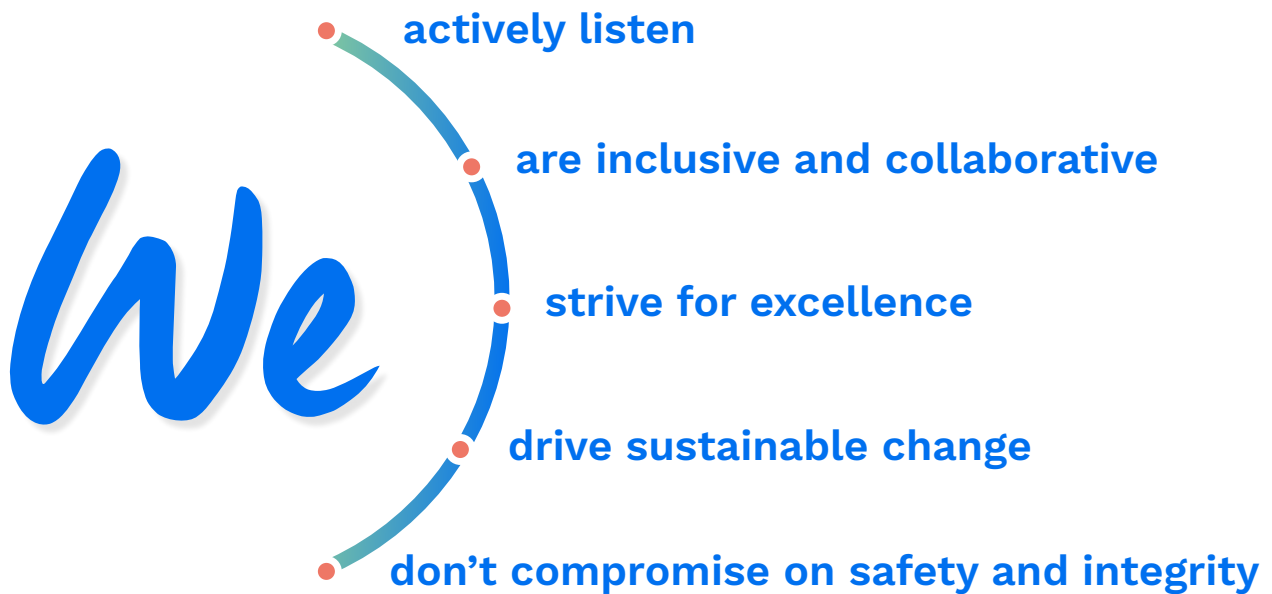 We
actively listen
are inclusive and collaborative
strive for excellence
drive sustainable change
don’t compromise on safety and integrity